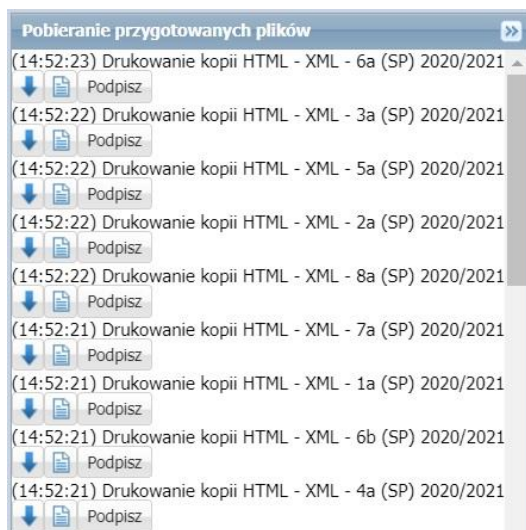 Pobieranie przygotowanych plików
(14:52:23) Drukowanie kopii HTML - XML - 6a (SP) 2020/2021
Podpisz
(14:52:22) Drukowanie kopii HTML - XML - 3a (SP) 2020/2021
Podpisz
(14:52:22) Drukowanie kopii HTML - XML - 5a (SP) 2020/2021
Podpisz
(14:52:22) Drukowanie kopii HTML - XML - 2a (SP) 2020/2021
Podpisz
(14:52:22) Drukowanie kopii HTML - XML - 8a (SP) 2020/2021
Podpisz
(14:52:21) Drukowanie kopii HTML - XML - 7a (SP) 2020/2021
Podpisz
(14:52:21) Drukowanie kopii HTML - XML - 1a (SP) 2020/2021
Podpisz
(14:52:21) Drukowanie kopii HTML - XML - 6b (SP) 2020/2021
Podpisz
(14:52:21) Drukowanie kopii HTML - XML - 4a (SP) 2020/2021
Podpisz